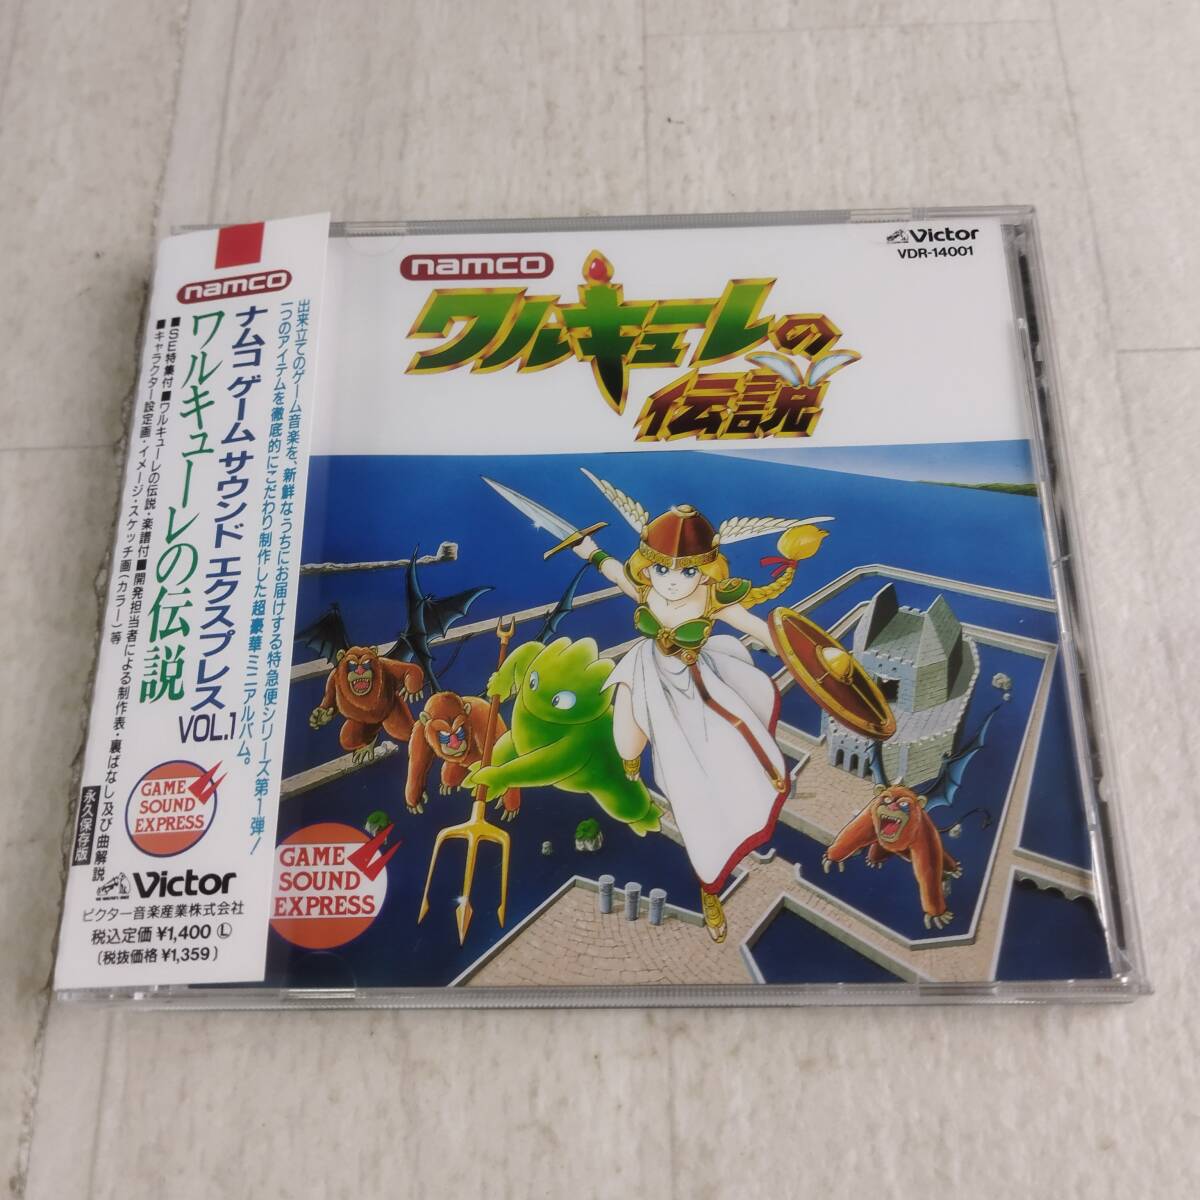 namco
出来立てのゲーム音楽を、新鮮なうちにお届けする特急便シリーズ第1弾!
一つのアイテムを徹底的にこだわり制作した超豪華ミニアルバム。
ナムコ ゲーム サウンド エクスプレス VOL.1
ワルキューレの伝説
■SE特集付■ワルキューレの伝説・楽譜付■開発担当者による制作表・裏ばなし及び曲解説
■キャラクター設定画・イメージ・スケッチ画(カラー)等
永久保存版
GAME
SOUND
EXPRESS
Victor
ビクター音楽産業株式会社
税込定価 ¥1,400 Ⓛ
(税抜価格 ¥1,359)
namco
Victor
VDR-14001
ワルキューレの
伝説
GAME
SOUND
EXPRESS